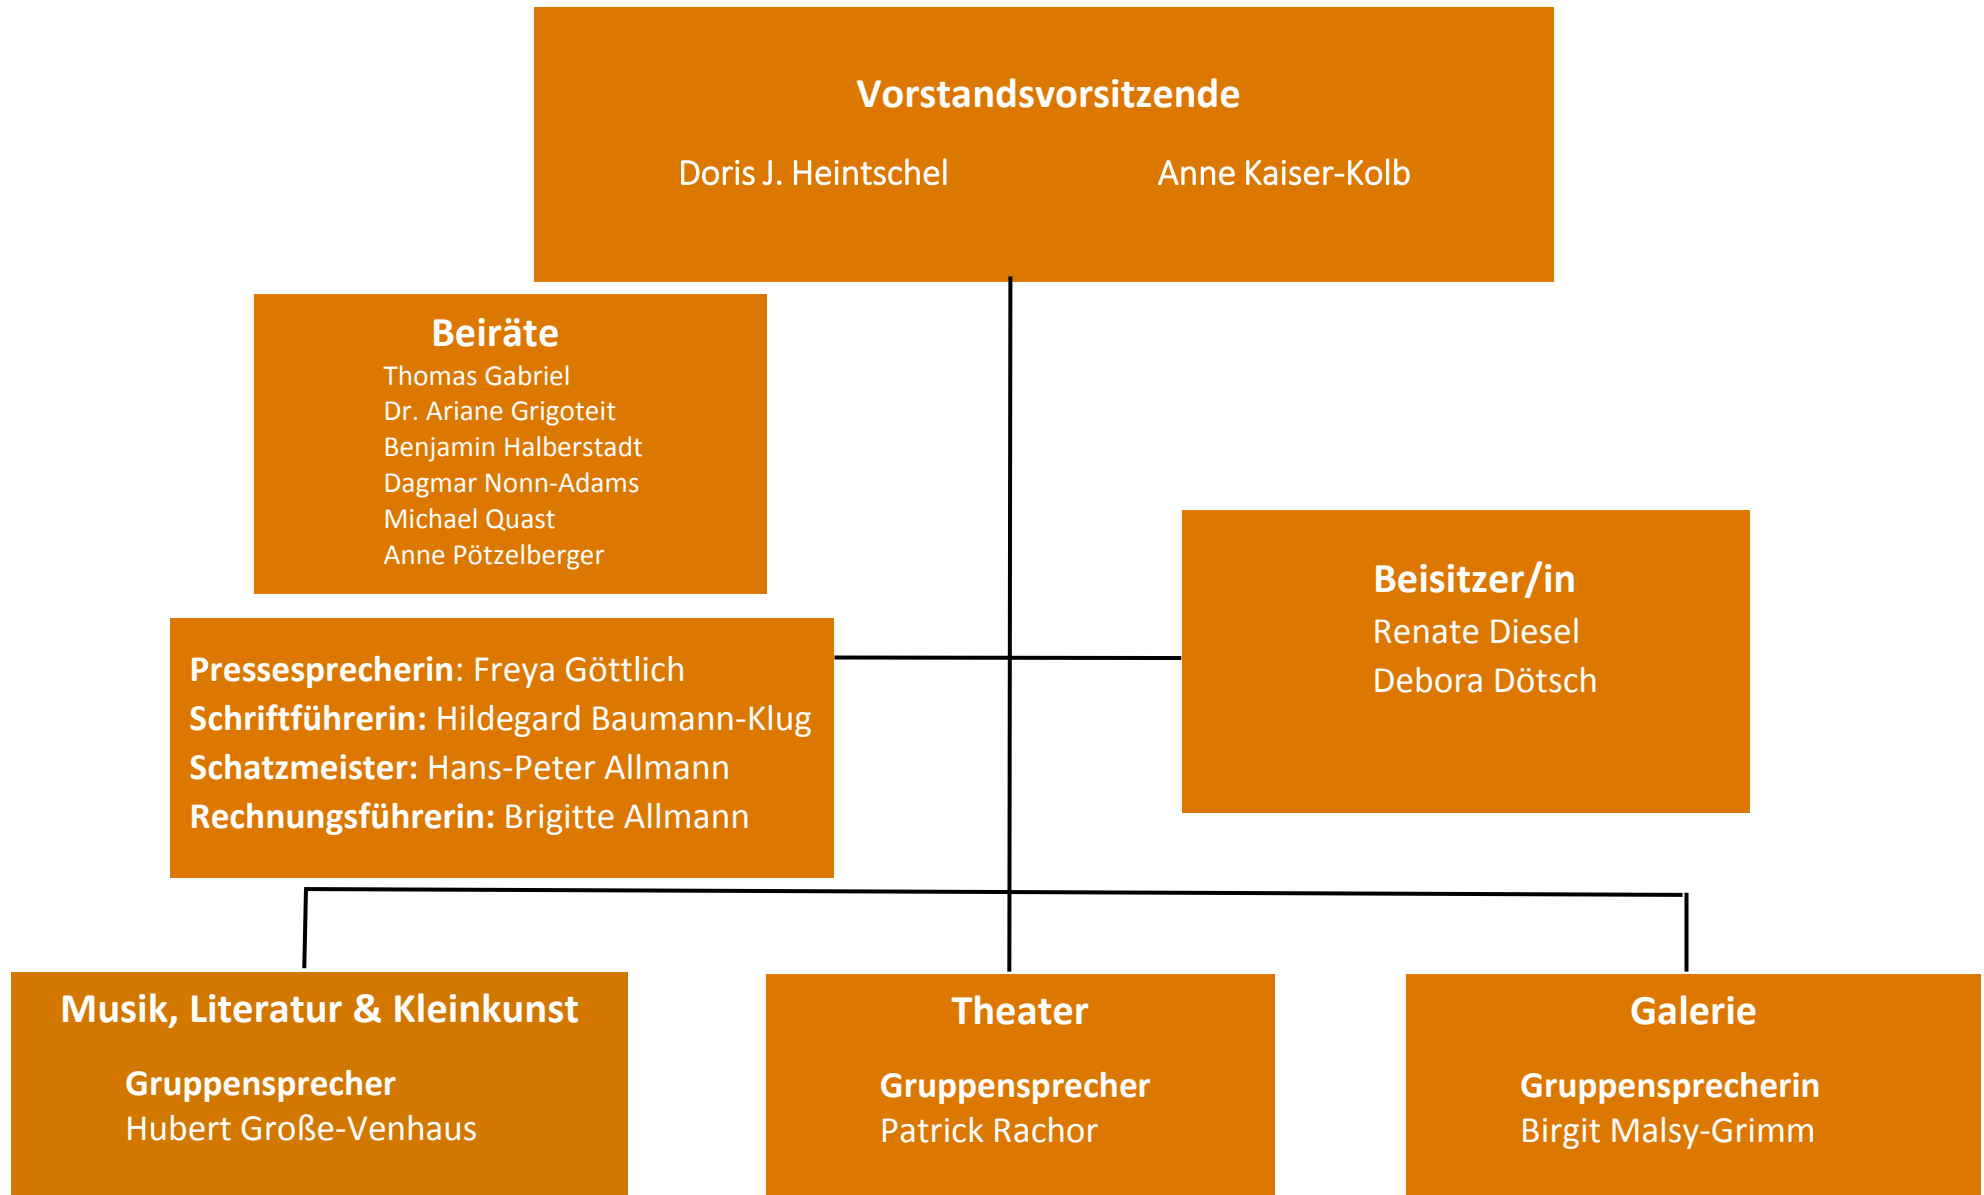 Vorstandsvorsitzende
Doris J. Heintschel Anne Kaiser-Kolb
Beiräte
Thomas Gabriel
Dr. Ariane Grigoteit
Benjamin Halberstadt
Dagmar Nonn-Adams
Michael Quast
Anne Pötzelberger
Beisitzer/in
Renate Diesel
Debora Dötsch
Pressesprecherin: Freya Göttlich
Schriftführerin: Hildegard Baumann-Klug
Schatzmeister: Hans-Peter Allmann
Rechnungsführerin: Brigitte Allmann
Musik, Literatur & Kleinkunst
Gruppensprecher
Hubert Große-Venhaus
Theater
Gruppensprecher
Patrick Rachor
Galerie
Gruppensprecherin
Birgit Malsy-Grimm